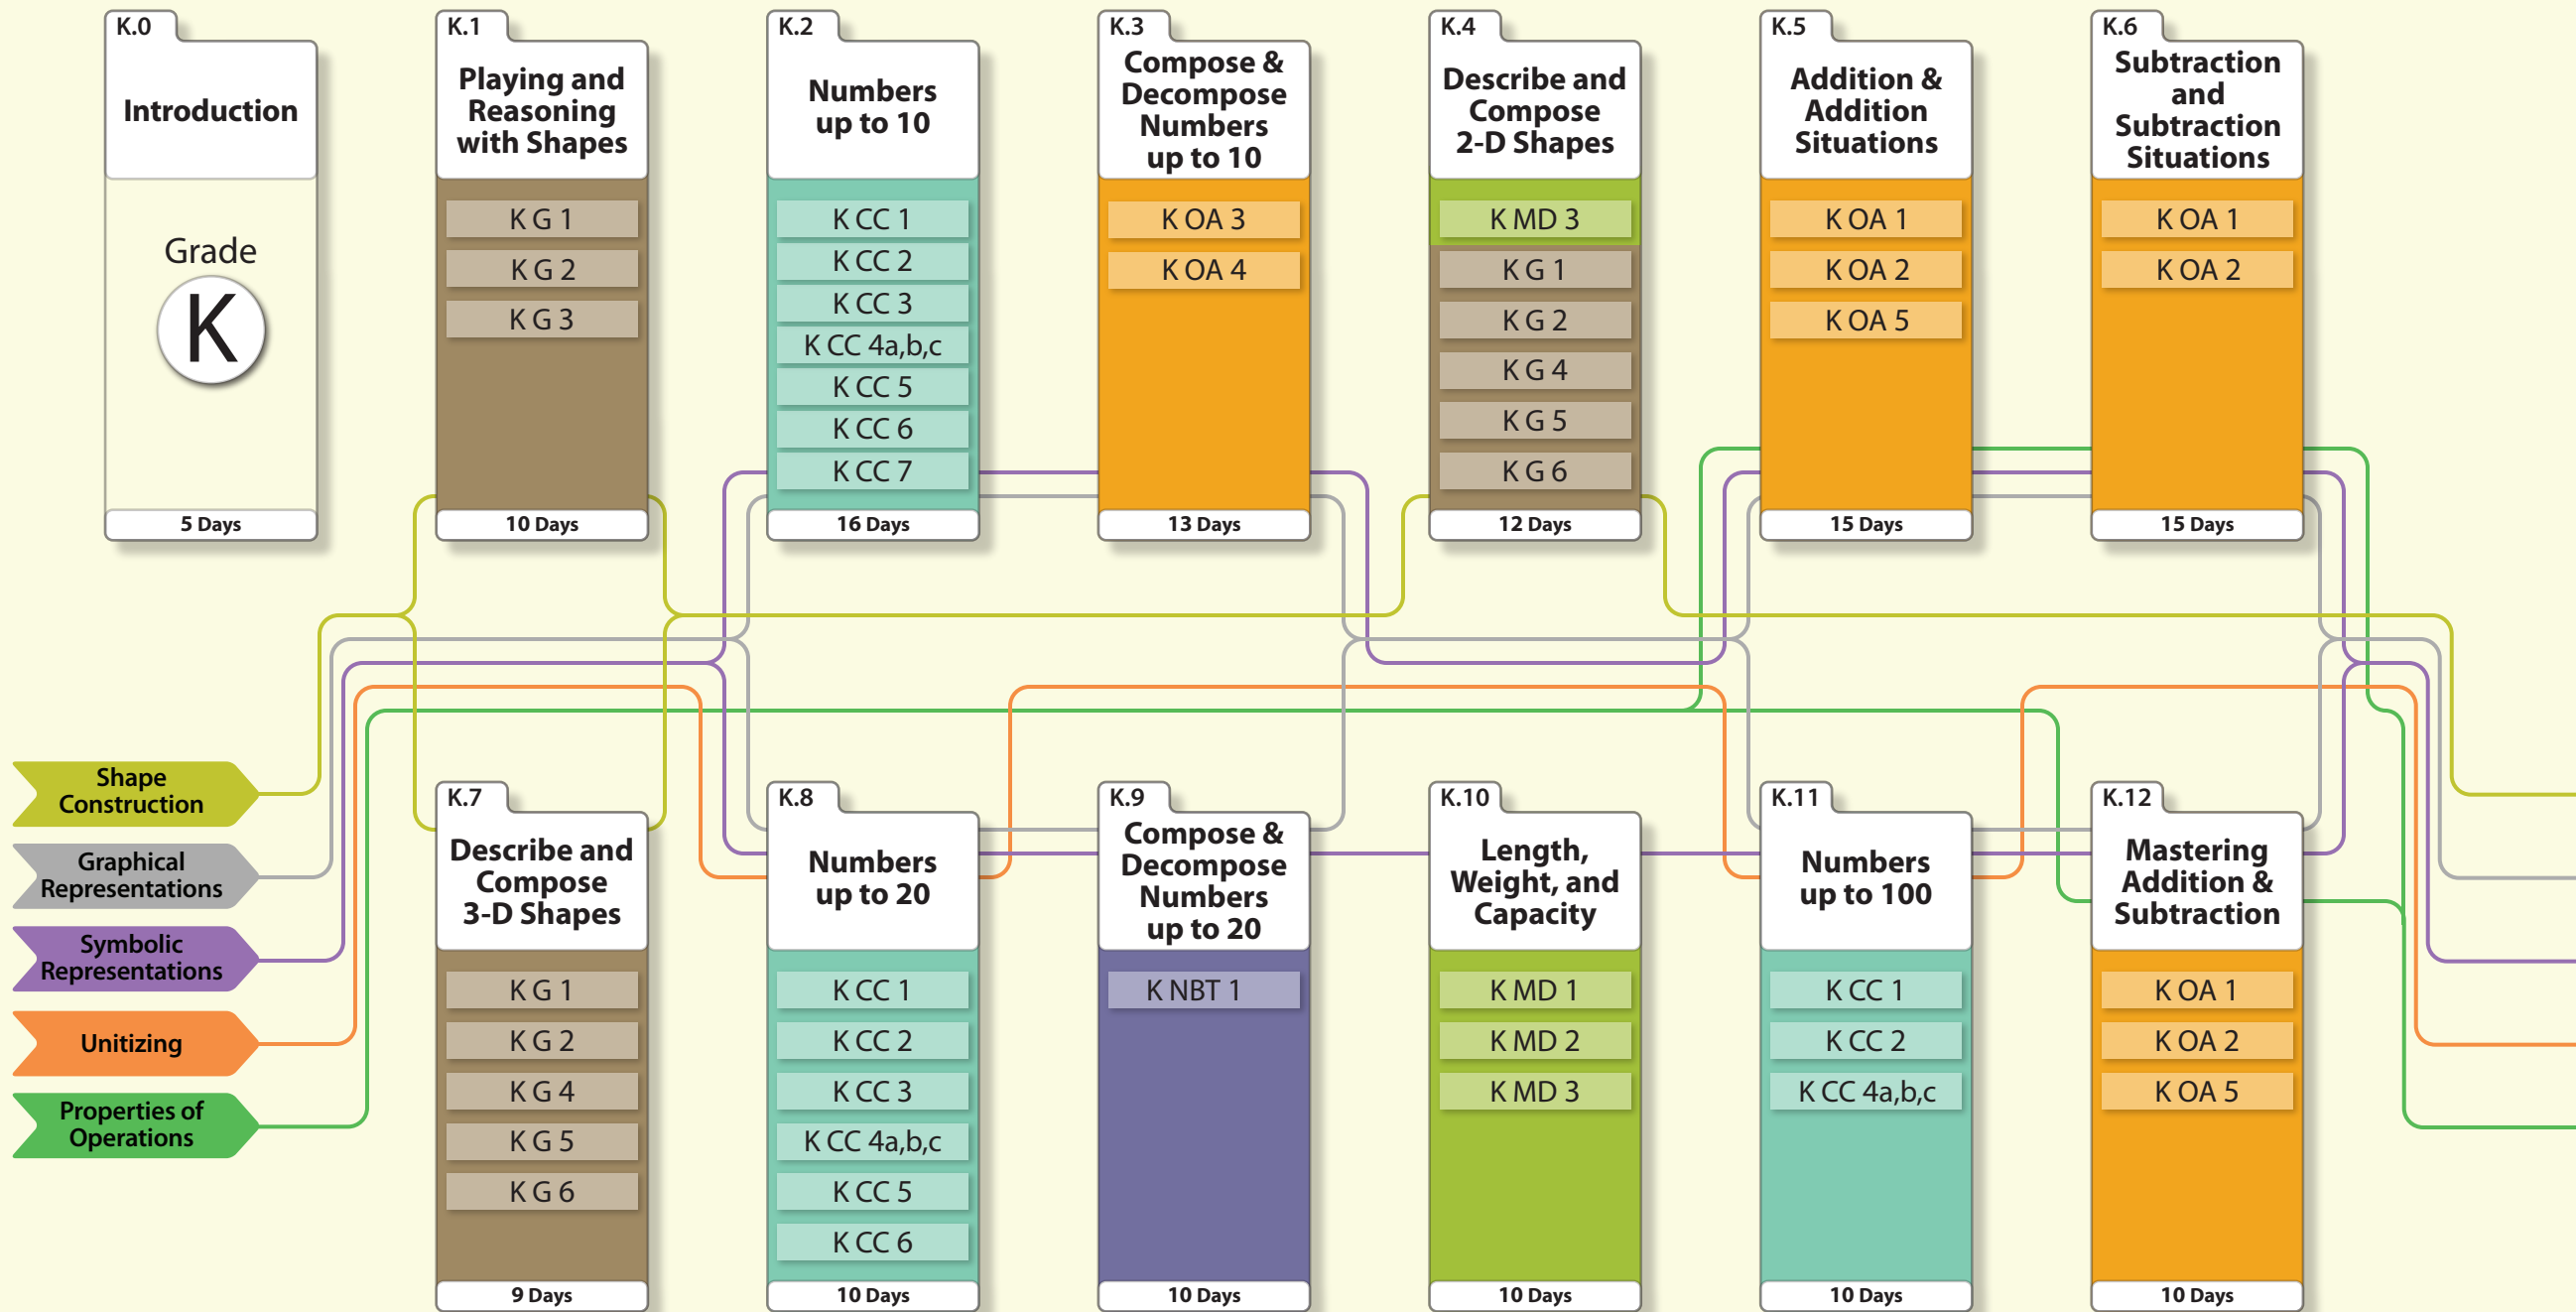 K.0
Introduction
Grade
K
5 Days
K.1
Playing and
Reasoning
with Shapes
K G 1
K G 2
K G 3
10 Days
K.2
Numbers
up to 10
K CC 1
K CC 2
K CC 3
K CC 4a,b,c
K CC 5
K CC 6
K CC 7
16 Days
K.3
Compose &
Decompose
Numbers
up to 10
K OA 3
K OA 4
13 Days
K.4
Describe and
Compose
2-D Shapes
K MD 3
K G 1
K G 2
K G 4
K G 5
K G 6
12 Days
K.5
Addition &
Addition
Situations
K OA 1
K OA 2
K OA 5
15 Days
K.6
Subtraction
and
Subtraction
Situations
K OA 1
K OA 2
15 Days
Shape
Construction
Graphical
Representations
Symbolic
Representations
Unitizing
Properties of
Operations
K.7
Describe and
Compose
3-D Shapes
K G 1
K G 2
K G 4
K G 5
K G 6
9 Days
K.8
Numbers
up to 20
K CC 1
K CC 2
K CC 3
K CC 4a,b,c
K CC 5
K CC 6
10 Days
K.9
Compose &
Decompose
Numbers
up to 20
K NBT 1
10 Days
K.10
Length,
Weight, and
Capacity
K MD 1
K MD 2
K MD 3
10 Days
K.11
Numbers
up to 100
K CC 1
K CC 2
K CC 4a,b,c
10 Days
K.12
Mastering
Addition &
Subtraction
K OA 1
K OA 2
K OA 5
10 Days